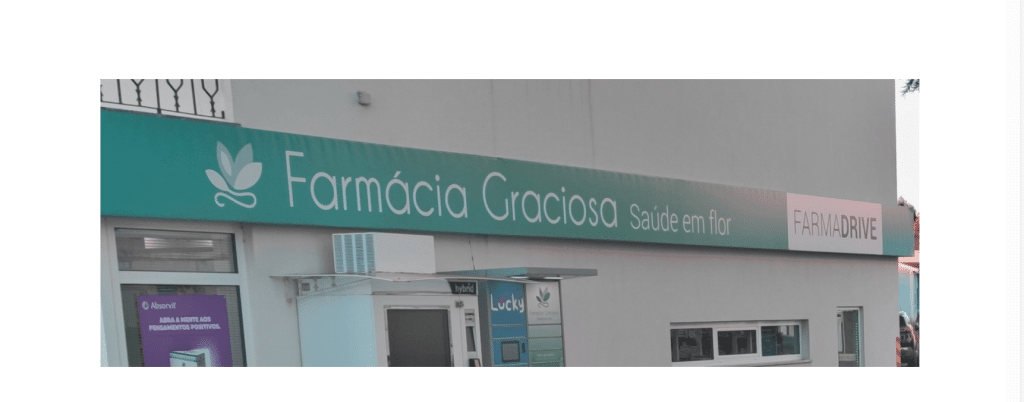 Farmácia Graciosa Saúde em flor
FARMADRIVE
hybrid
Lucky
Absorvit
ABRA A MENTE AOS
PENSAMENTOS POSITIVOS.